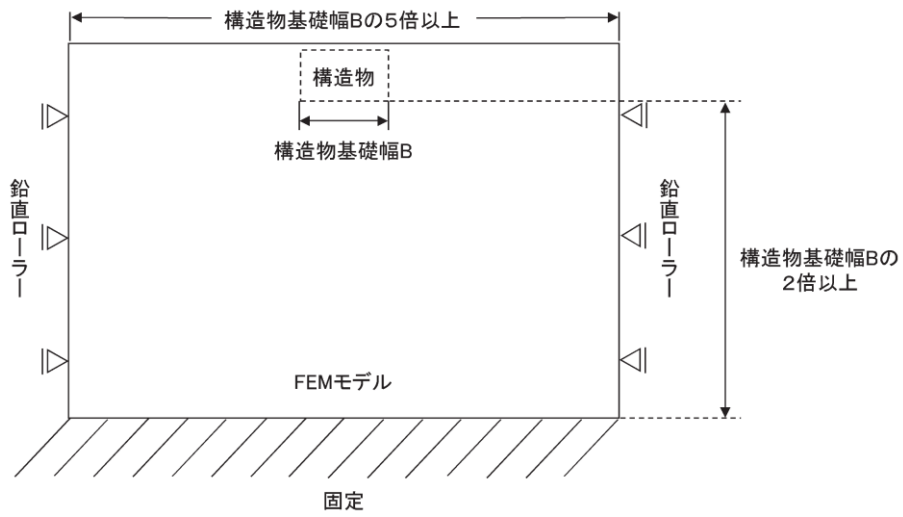 構造物基礎幅Bの5倍以上
構造物
構造物基礎幅B
鉛直ローラー
鉛直ローラー
構造物基礎幅Bの
2倍以上
FEMモデル
固定